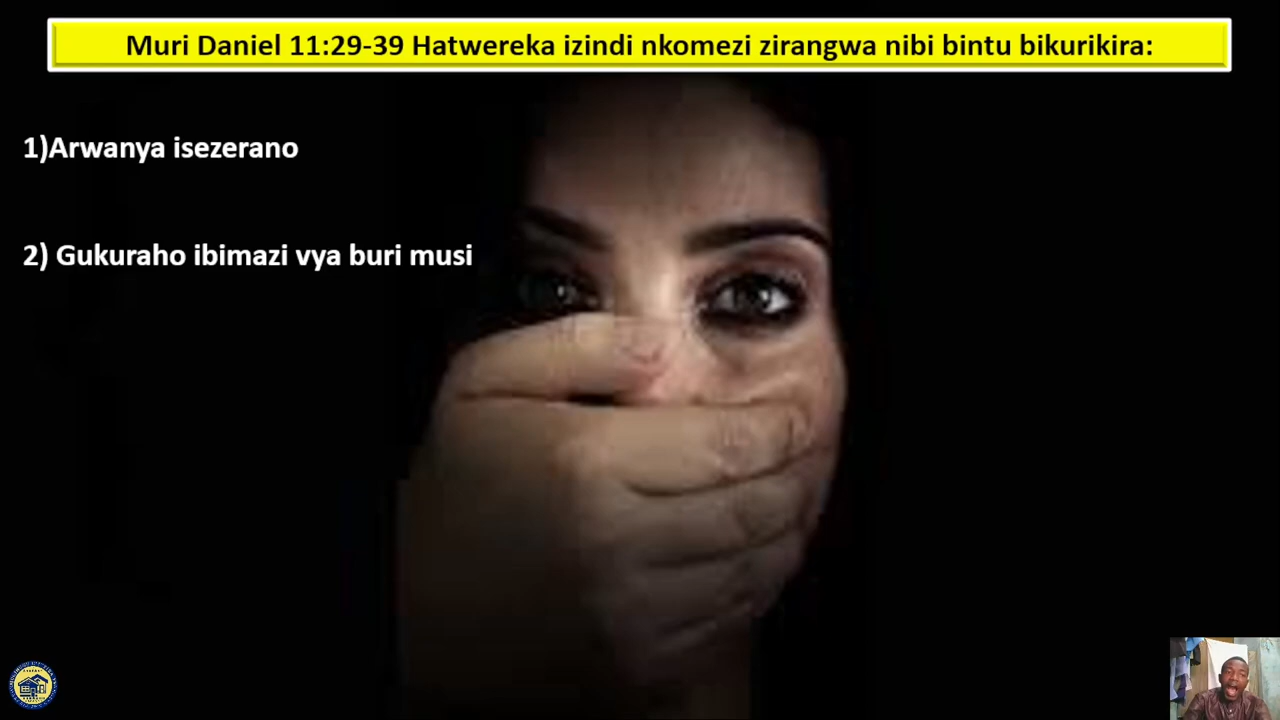 Muri Daniel 11:29-39 Hatwereka izindi nkomezi zirangwa nibi bintu bikurikira:
1)Arwanya isezerano
2) Gukuraho ibimazi vya buri musi